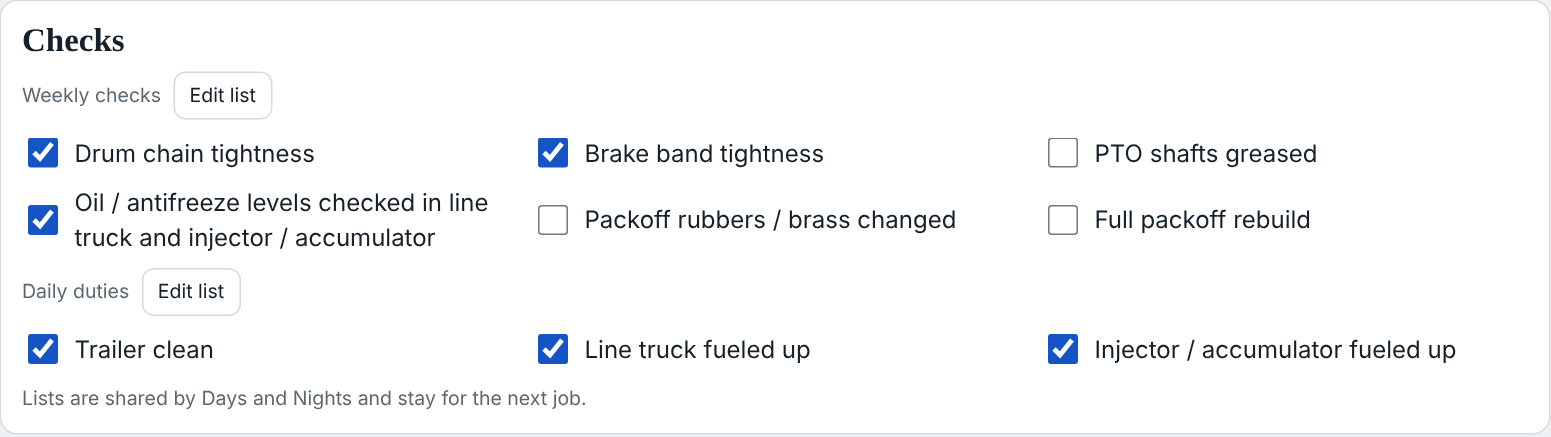 Checks
Weekly checks Edit list
Drum chain tightness Brake band tightness PTO shafts greased
Oil / antifreeze levels checked in line
truck and injector / accumulator Packoff rubbers / brass changed Full packoff rebuild
Daily duties Edit list
Trailer clean Line truck fueled up Injector / accumulator fueled up
Lists are shared by Days and Nights and stay for the next job.